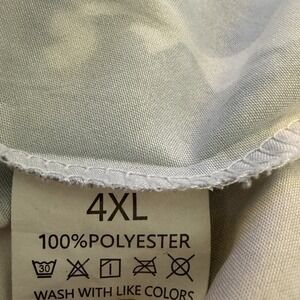 4XL
100%POLYESTER
30
WASH WITH LIKE COLORS